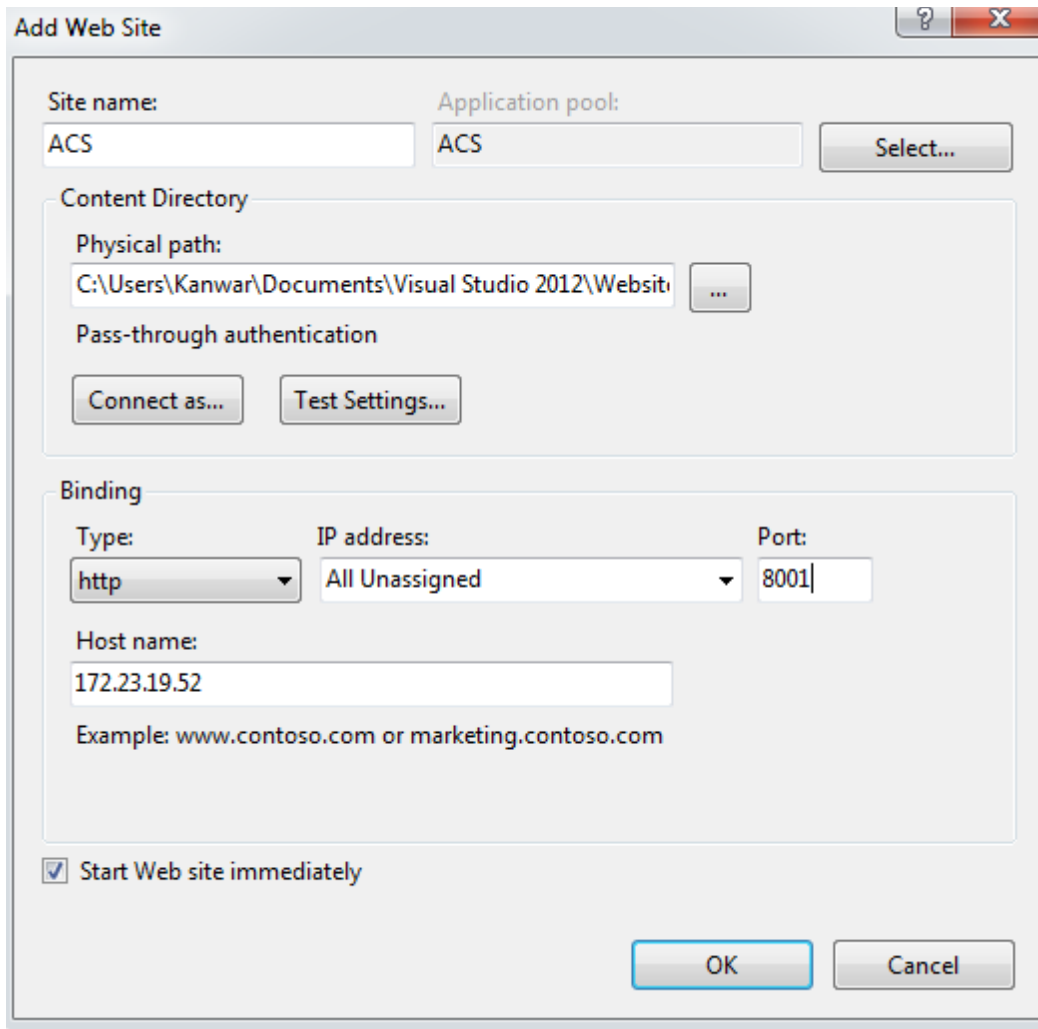 Add Web Site
Site name: Application pool:
ACS ACS Select...
Content Directory
Physical path:
C:\Users\Kanwar\Documents\Visual Studio 2012\Website ...
Pass-through authentication
Connect as... Test Settings...
Binding
Type: IP address: Port:
http All Unassigned 8001
Host name:
172.23.19.52
Example: www.contoso.com or marketing.contoso.com
Start Web site immediately
OK Cancel